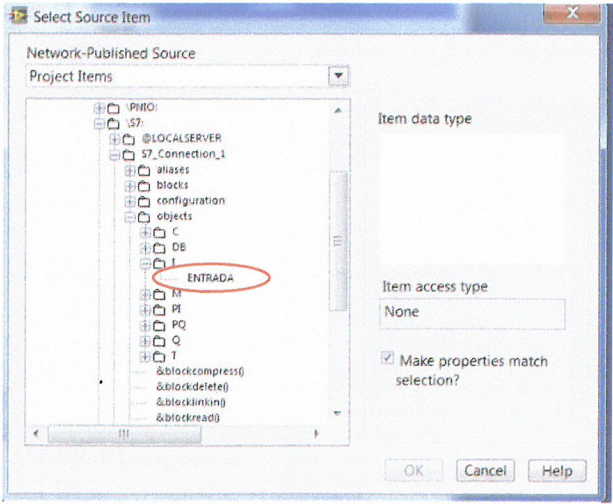 Select Source Item
X
Network-Published Source
Project Items
\PNIO:
\S7:
@LOCALSERVER
S7_Connection_1
aliases
blocks
configuration
objects
C
DB
I
ENTRADA
M
PI
PQ
Q
T
&blockcompress()
&blockdelete()
&blocklinkin()
&blockread()
Item data type
Item access type
None
Make properties match
selection?
OK
Cancel
Help